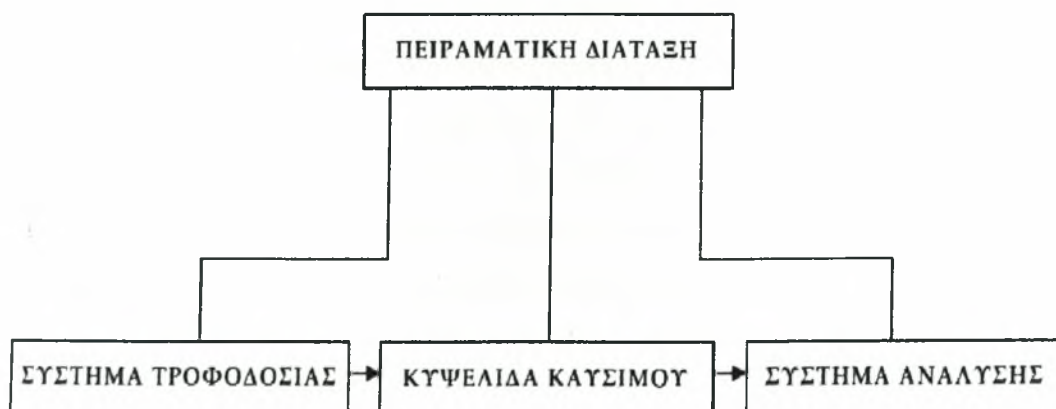 ΠΕΙΡΑΜΑΤΙΚΗ ΔΙΑΤΑΞΗ
ΣΥΣΤΗΜΑ ΤΡΟΦΟΔΟΣΙΑΣ
ΚΥΨΕΛΙΔΑ ΚΑΥΣΙΜΟΥ
ΣΥΣΤΗΜΑ ΑΝΑΛΥΣΗΣ